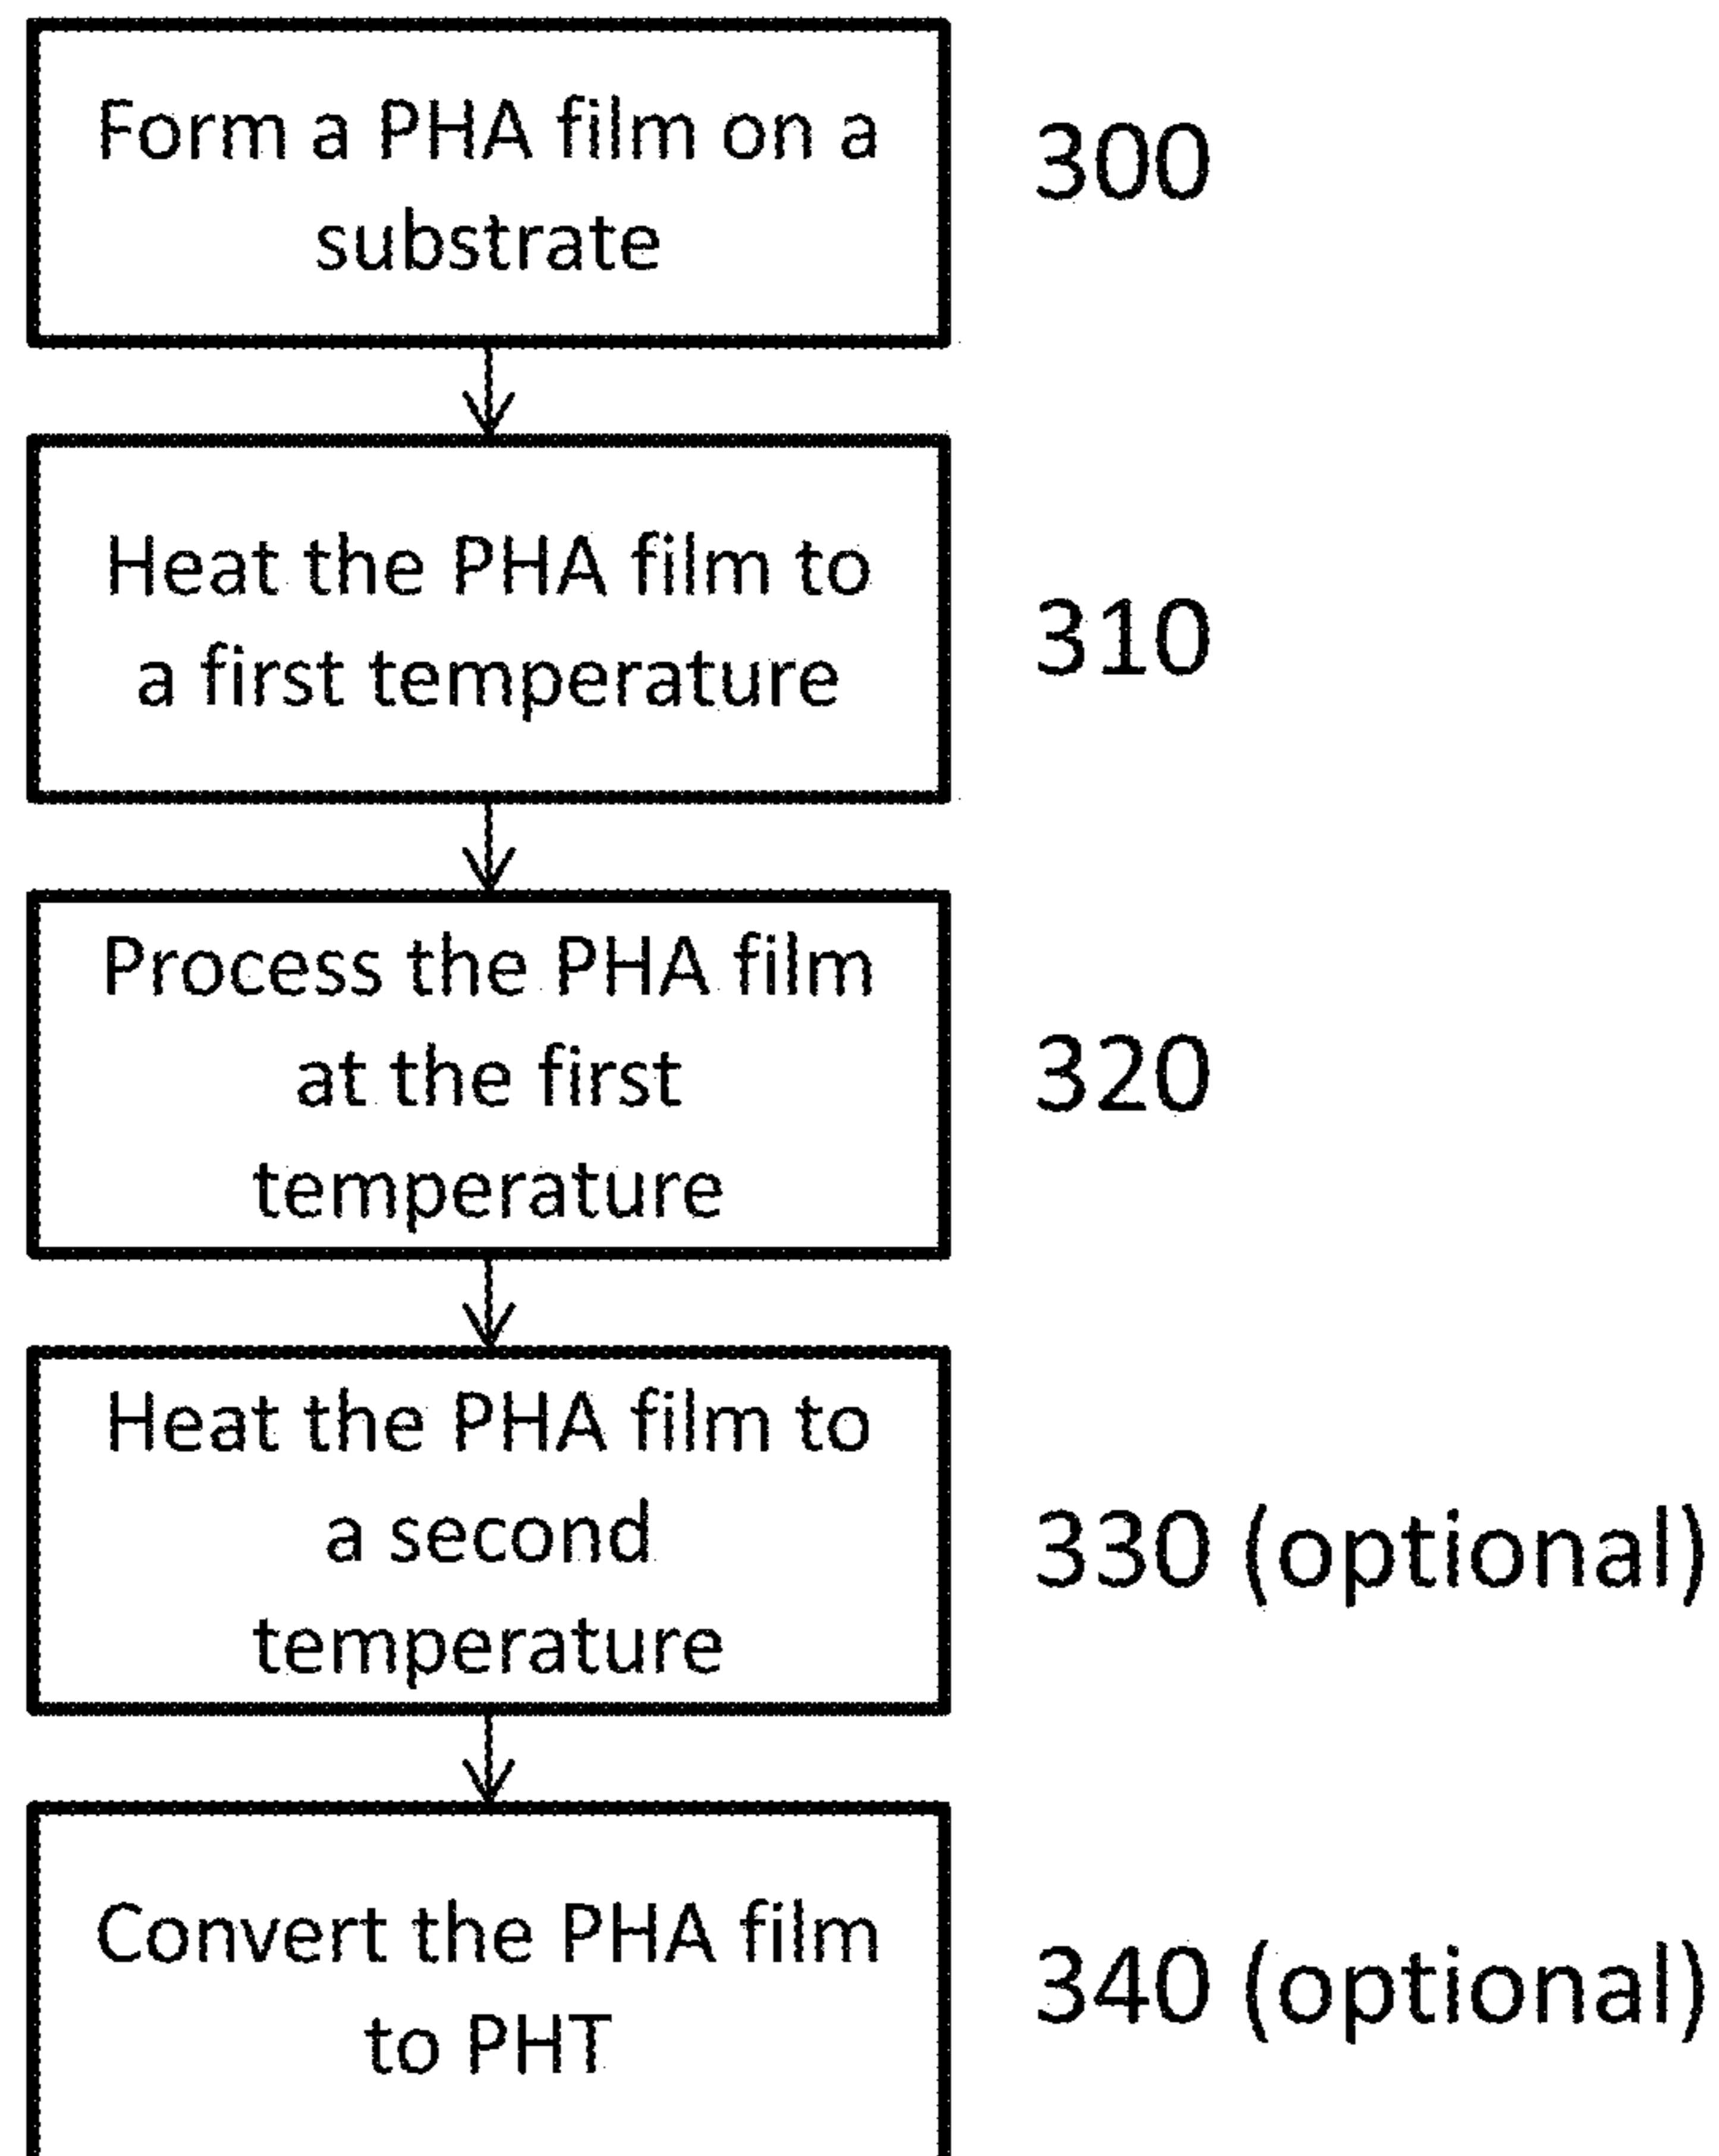 Form a PHA film on a
substrate
300
Heat the PHA film to
a first temperature
310
Process the PHA film
at the first
temperature
320
Heat the PHA film to
a second
temperature
330 (optional)
Convert the PHA film
to PHT
340 (optional)